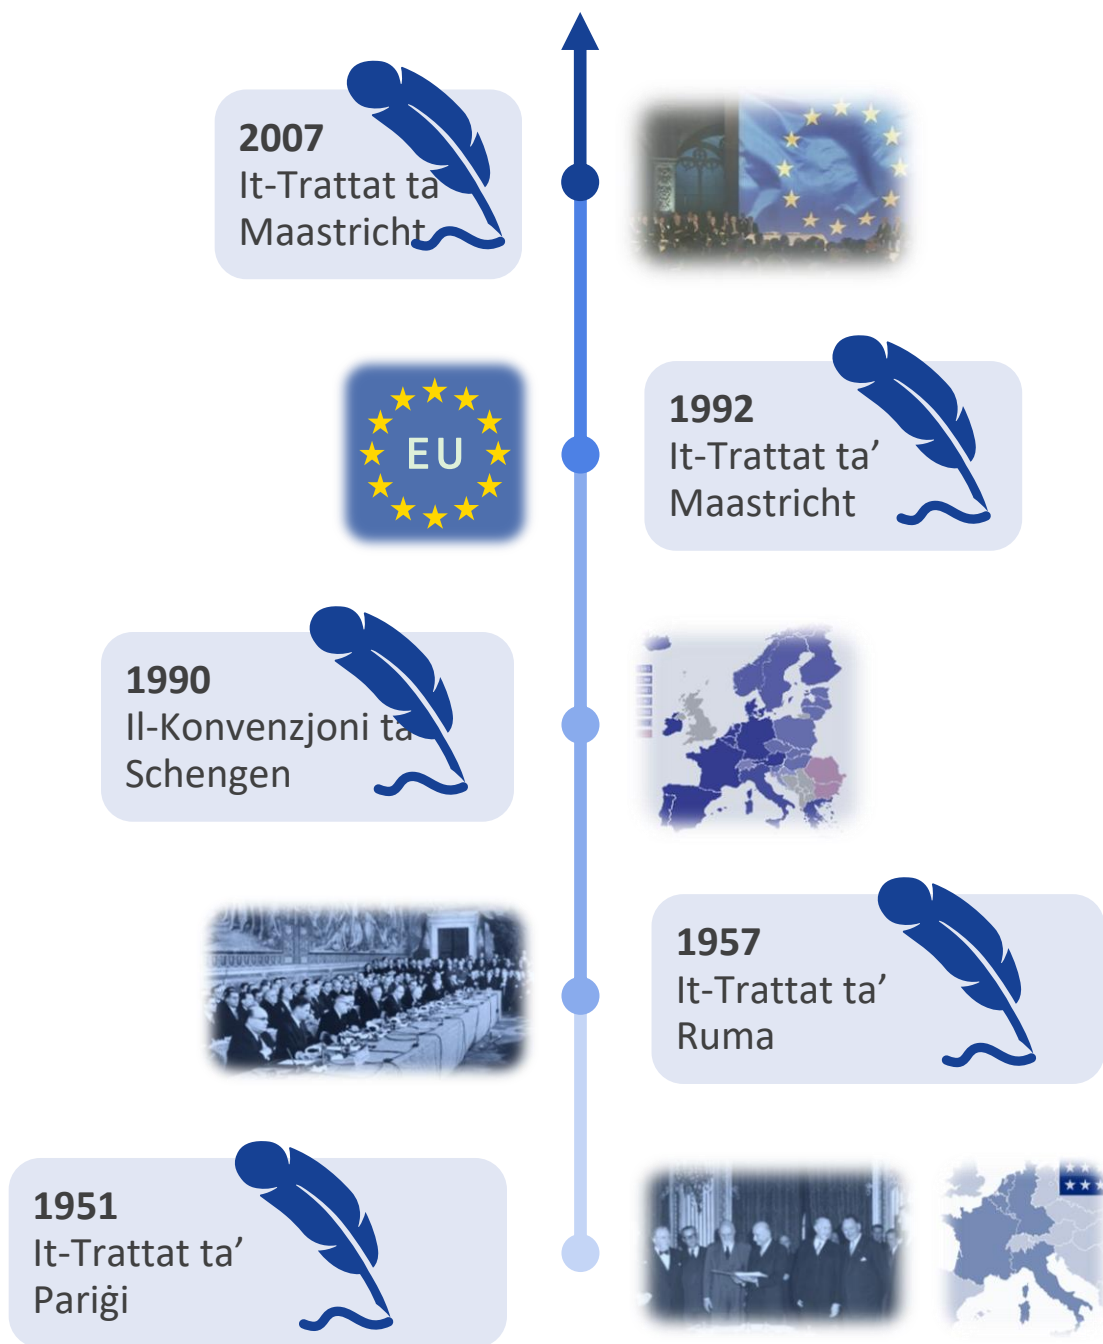 2007
It-Trattat ta
Maastricht
EU
1992
It-Trattat ta’
Maastricht
1990
Il-Konvenzjoni ta
Schengen
1957
It-Trattat ta’
Ruma
1951
It-Trattat ta’
Pariġi